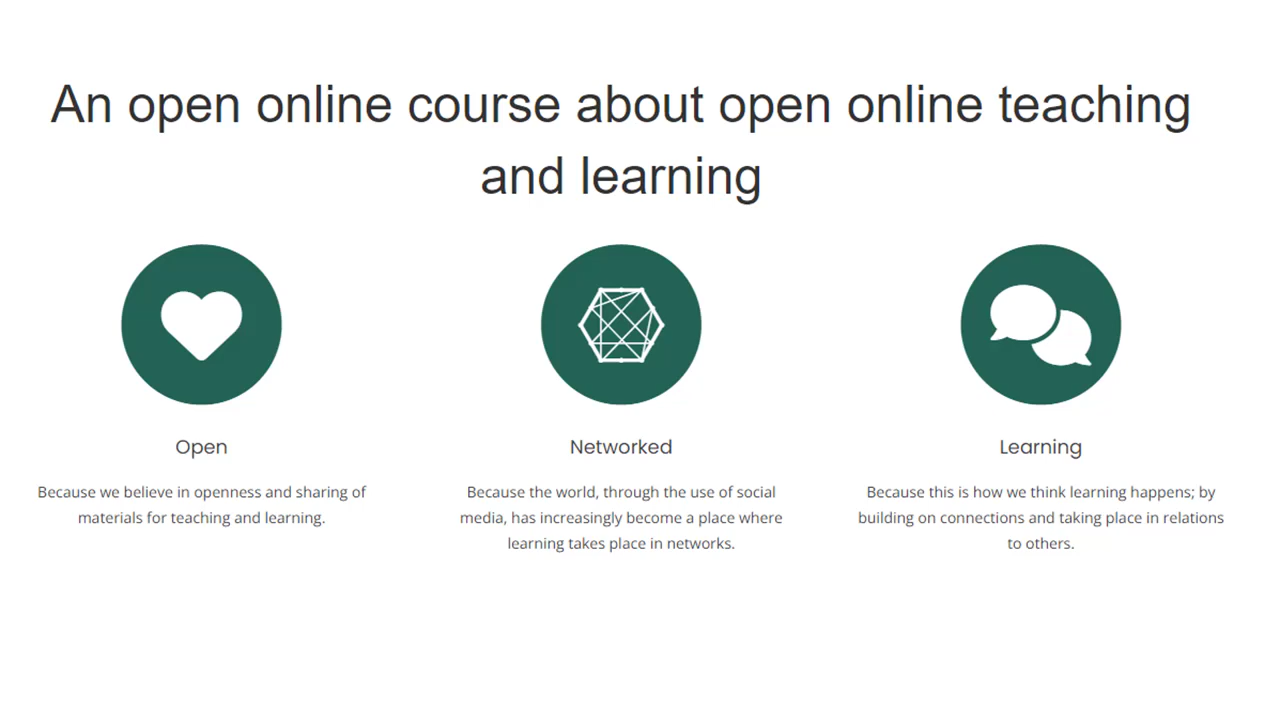 An open online course about open online teaching
and learning
Open
Because we believe in openness and sharing of
materials for teaching and learning.
Networked
Because the world, through the use of social
media, has increasingly become a place where
learning takes place in networks.
Learning
Because this is how we think learning happens; by
building on connections and taking place in relations
to others.